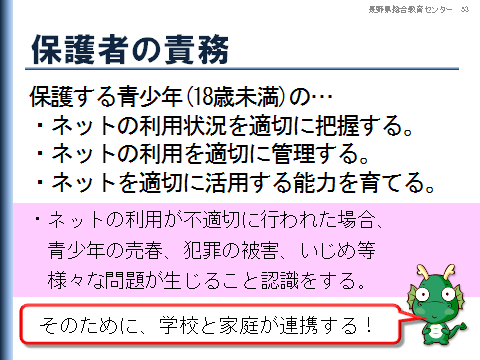 長野県総合教育センター 53
保護者の責務
保護する青少年(18歳未満)の…
・ネットの利用状況を適切に把握する。
・ネットの利用を適切に管理する。
・ネットを適切に活用する能力を育てる。
・ネットの利用が不適切に行われた場合、
青少年の売春、犯罪の被害、いじめ等
様々な問題が生じること認識をする。
そのために、学校と家庭が連携する！